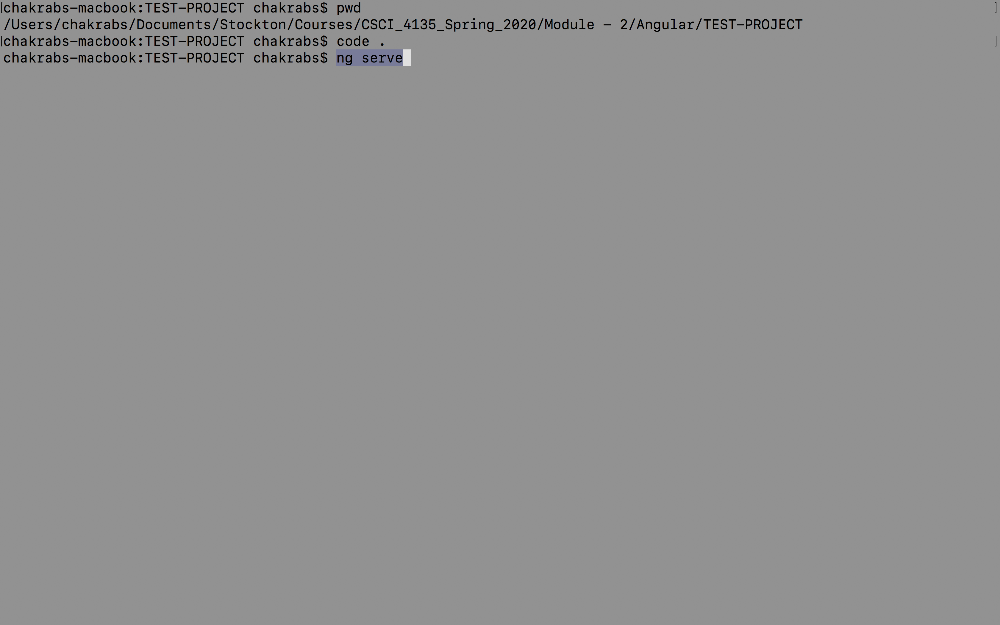 [chakrabs-macbook:TEST-PROJECT chakrabs$ pwd ]
/Users/chakrabs/Documents/Stockton/Courses/CSCI_4135_Spring_2020/Module - 2/Angular/TEST-PROJECT
[chakrabs-macbook:TEST-PROJECT chakrabs$ code . ]
chakrabs-macbook:TEST-PROJECT chakrabs$ ng serve